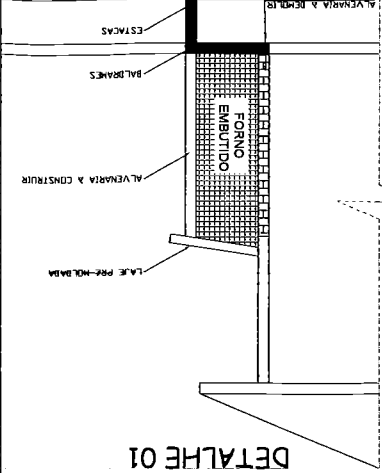 DETALHE 01
LAJE PRÉ-MOLDADA
ALVENARIA A CONSTRUIR
FORNO
EMBUTIDO
BALDRAMES
ESTACAS
ALVENARIA A DEMOLIR